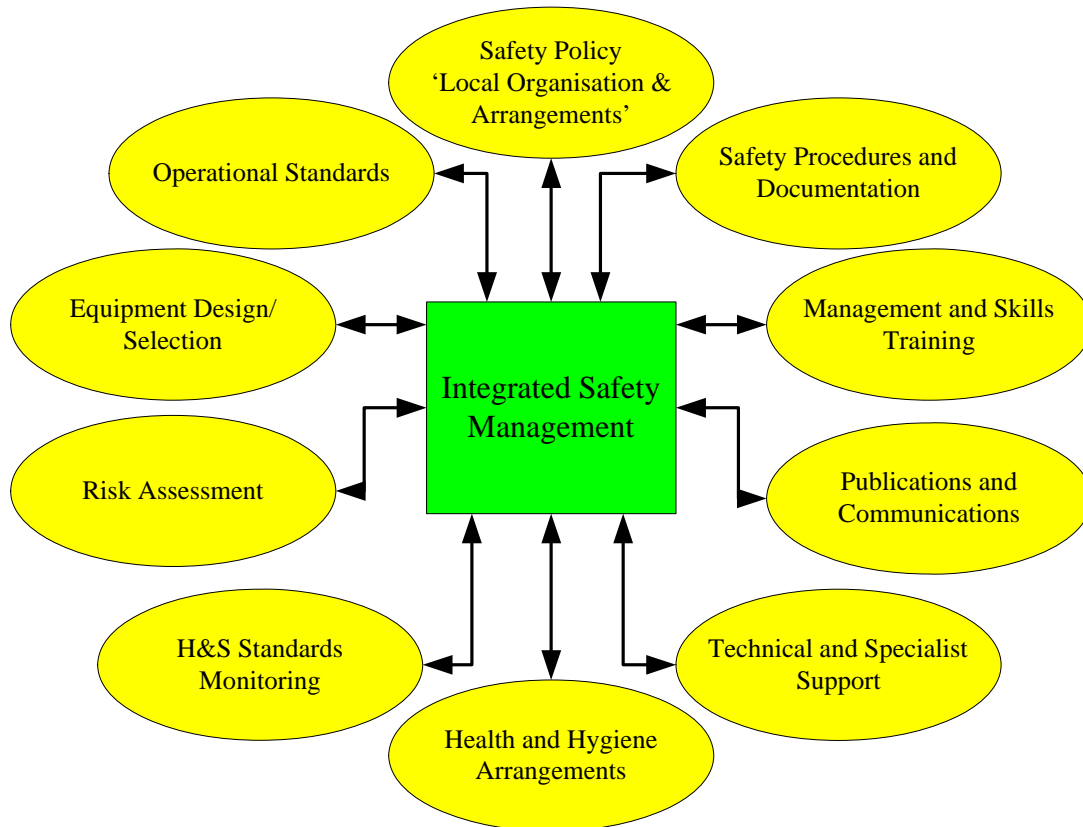 Safety Policy
‘Local Organisation &
Arrangements’
Operational Standards
Safety Procedures and
Documentation
Equipment Design/
Selection
Management and Skills
Training
Integrated Safety
Management
Risk Assessment
Publications and
Communications
H&S Standards
Monitoring
Technical and Specialist
Support
Health and Hygiene
Arrangements